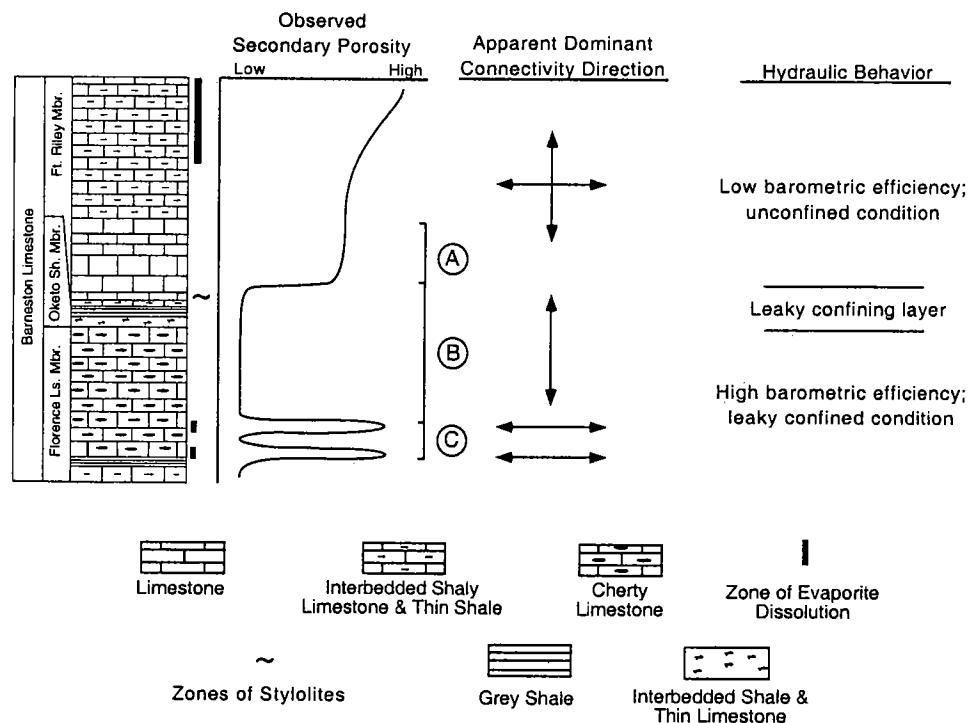 Observed
Secondary Porosity
Low High
Apparent Dominant
Connectivity Direction
Hydraulic Behavior
Barneston Limestone
Ft. Riley Mbr.
Oketo Sh. Mbr.
Florence Ls. Mbr.
~
A
B
C
Low barometric efficiency;
unconfined condition
Leaky confining layer
High barometric efficiency;
leaky confined condition
Limestone
Interbedded Shaly
Limestone & Thin Shale
Cherty
Limestone
Zone of Evaporite
Dissolution
~
Zones of Stylolites
Grey Shale
Interbedded Shale &
Thin Limestone